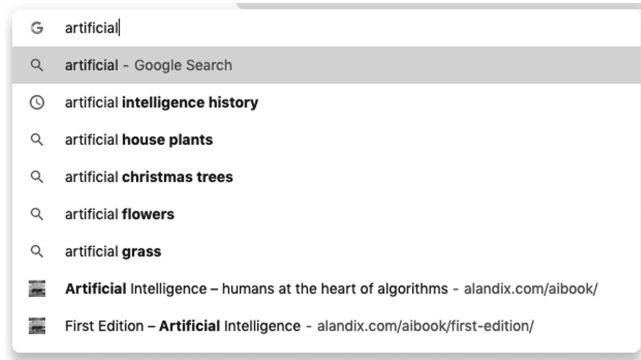 artificial
artificial - Google Search
artificial intelligence history
artificial house plants
artificial christmas trees
artificial flowers
artificial grass
Artificial Intelligence – humans at the heart of algorithms - alandix.com/aibook/
First Edition – Artificial Intelligence - alandix.com/aibook/first-edition/